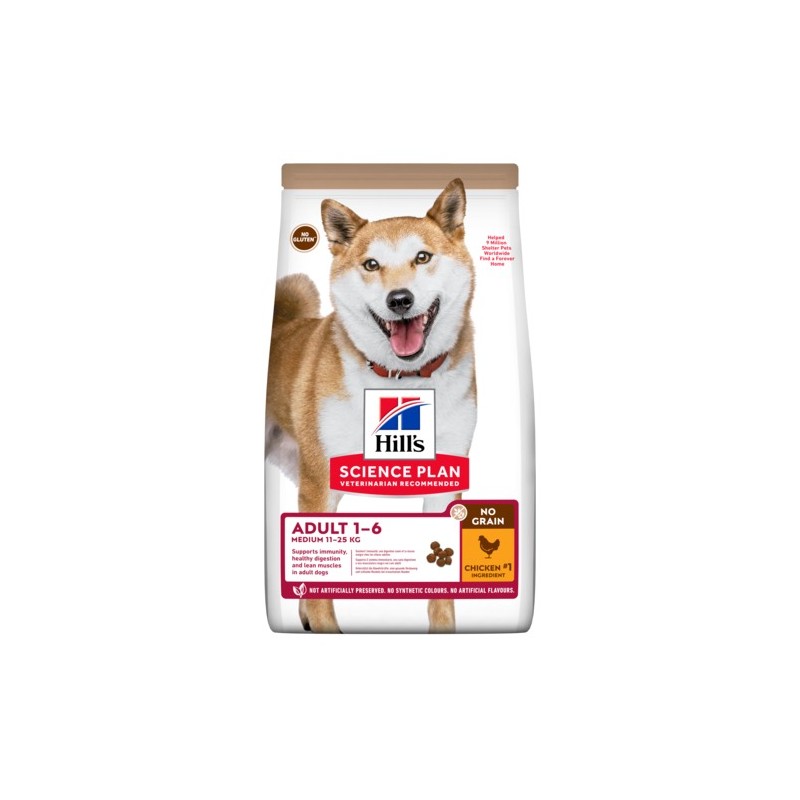 NO
GLUTEN
Helped
9 Million
Shelter Pets
Worldwide
Find a Forever
Home
Hill's
SCIENCE PLAN
VETERINARIAN RECOMMENDED
ADULT 1–6
MEDIUM 11–25 KG
Supports immunity,
healthy digestion
and lean muscles
in adult dogs
NO
GRAIN
CHICKEN #1
INGREDIENT
NOT ARTIFICIALLY PRESERVED. NO SYNTHETIC COLOURS. NO ARTIFICIAL FLAVOURS.